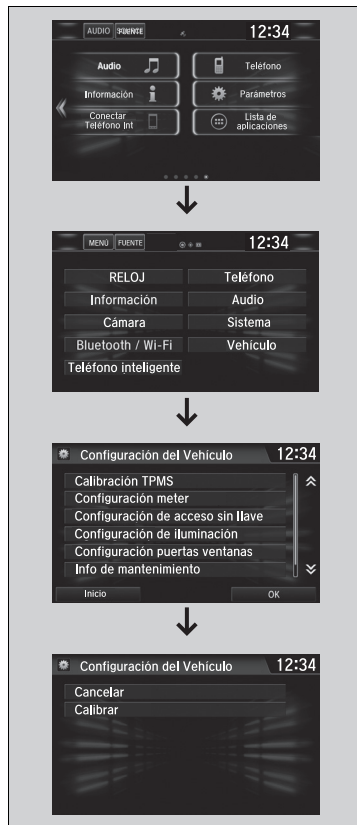 AUDIO FUENTE 12:34
Audio Teléfono
Información Parámetros
Conectar
Teléfono Int
Lista de
aplicaciones
MENÚ FUENTE 12:34
RELOJ Teléfono
Información Audio
Cámara Sistema
Bluetooth / Wi-Fi Vehículo
Teléfono inteligente
Configuración del Vehículo 12:34
Calibración TPMS
Configuración meter
Configuración de acceso sin llave
Configuración de iluminación
Configuración puertas ventanas
Info de mantenimiento
Inicio OK
Configuración del Vehículo 12:34
Cancelar
Calibrar